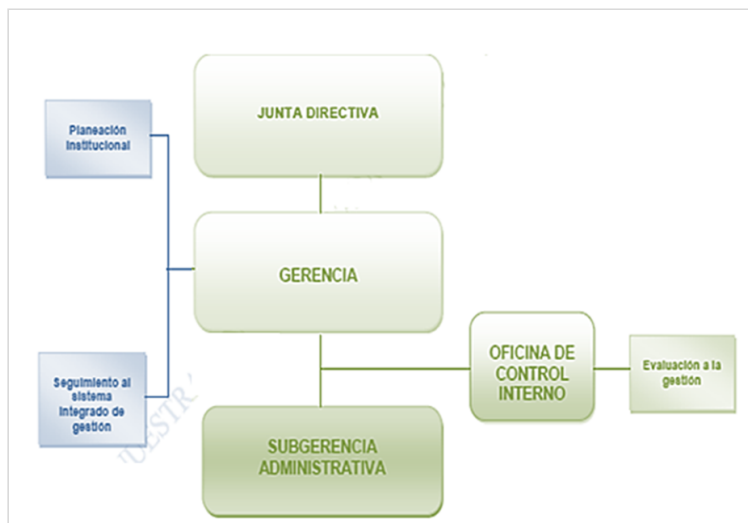 JUNTA DIRECTIVA
Planeación
Institucional
GERENCIA
OFICINA DE
CONTROL
INTERNO
Evaluación a la
gestión
Seguimiento al
sistema
integrado de
gestión
SUBGERENCIA
ADMINISTRATIVA